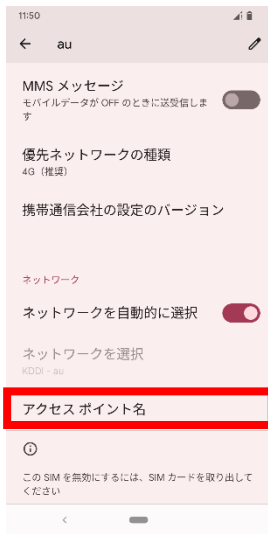 11:50
au
MMS メッセージ
モバイルデータが OFF のときに送受信しま
す
優先ネットワークの種類
4G（推奨）
携帯通信会社の設定のバージョン
ネットワーク
ネットワークを自動的に選択
ネットワークを選択
KDDI - au
アクセス ポイント名
この SIM を無効にするには、SIM カードを取り出して
ください